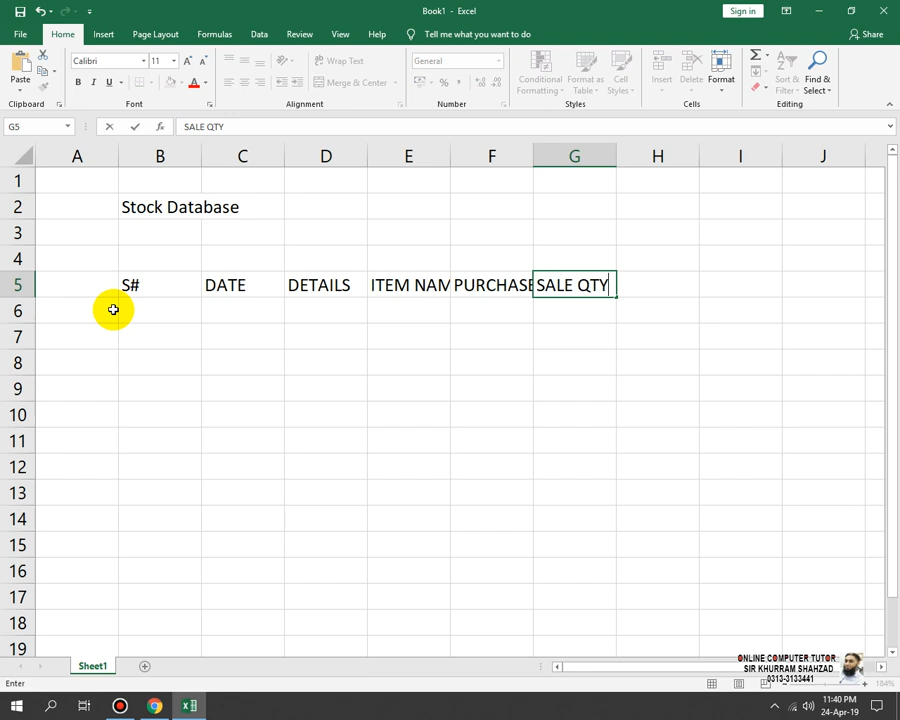 Book1 - Excel
Sign in
File Home Insert Page Layout Formulas Data Review View Help Tell me what you want to do Share
Paste
Calibri 11
B I U
Wrap Text
Merge & Center
General
Conditional Formatting
Format as Table
Cell Styles
Insert Delete Format
Sort & Filter
Find & Select
Clipboard Font Alignment Number Styles Cells Editing
G5 SALE QTY
A B C D E F G H I J
1
2 Stock Database
3
4
5 S# DATE DETAILS ITEM NAM PURCHASE SALE QTY
6
7
8
9
10
11
12
13
14
15
16
17
18
19
Sheet1
ONLINE COMPUTER TUTOR
SIR KHURRAM SHAHZAD
0313-3133441
Enter
184%
11:40 PM
24-Apr-19